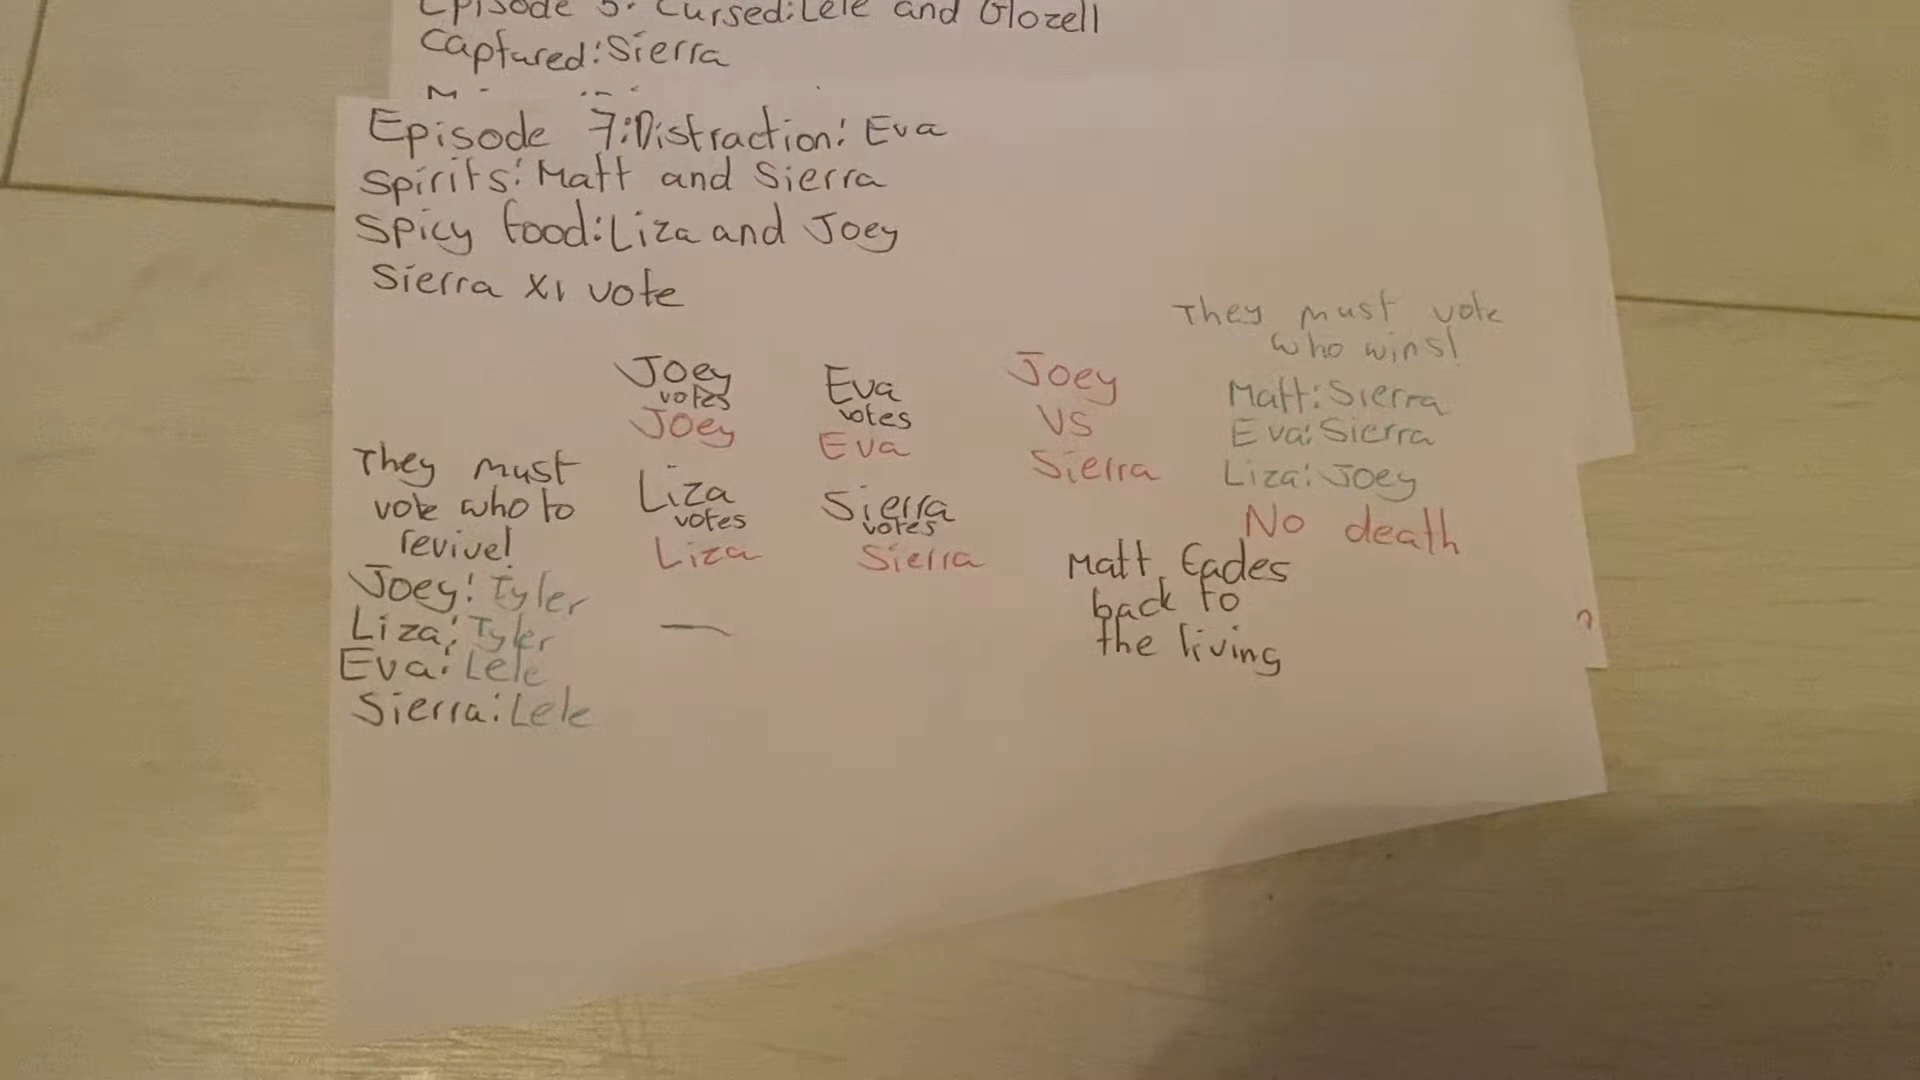 Episode 5: Cursed: Lele and Glozell
Captured: Sierra
Episode 7: Distraction: Eva
Spirits: Matt and Sierra
Spicy food: Liza and Joey
Sierra x1 vote
They must
vote who to
revive!
Joey: Tyler
Liza: Tyler
Eva: Lele
Sierra: Lele
Joey
votes
Joey
Liza
votes
Liza
Eva
votes
Eva
Sierra
votes
Sierra
Joey
VS
Sierra
They must vote
who wins!
Matt: Sierra
Eva: Sierra
Liza: Joey
No death
Matt fades
back to
the living